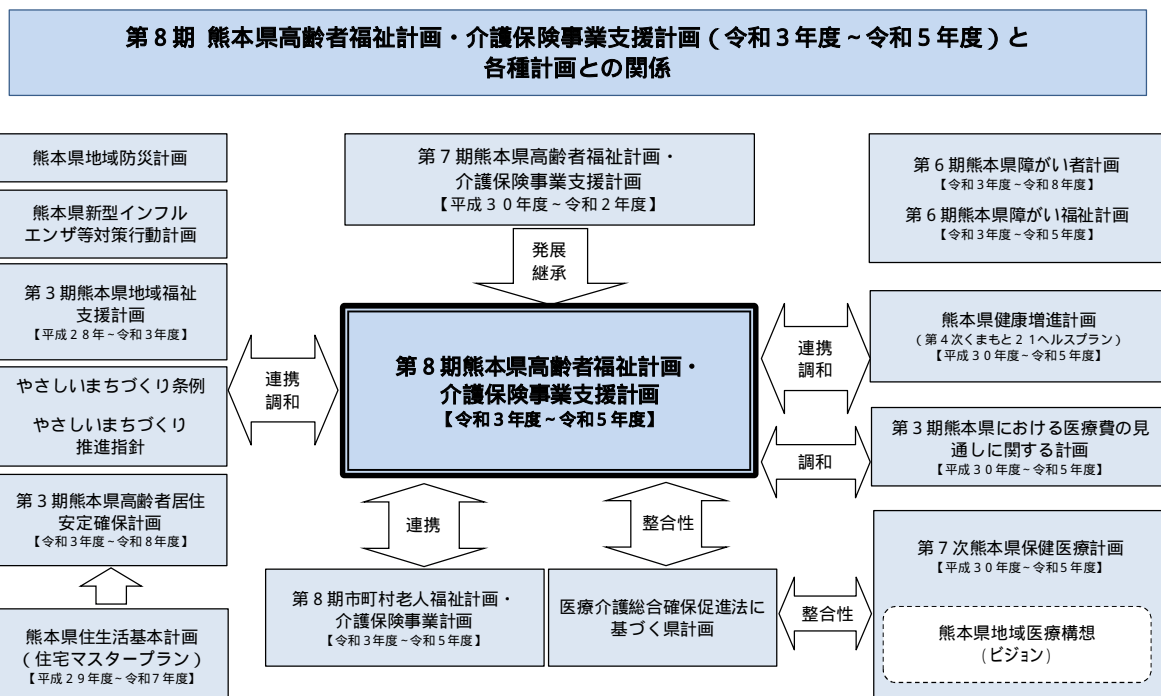 第８期 熊本県高齢者福祉計画・介護保険事業支援計画（令和３年度~令和５年度）と
各種計画との関係
熊本県地域防災計画
熊本県新型インフル
エンザ等対策行動計画
第３期熊本県地域福祉
支援計画
【平成２８年~令和３年度】
やさしいまちづくり条例
やさしいまちづくり
推進指針
第３期熊本県高齢者居住
安定確保計画
【令和３年度~令和８年度】
熊本県住生活基本計画
（住宅マスタープラン）
【平成２９年度~令和７年度】
連携
調和
第７期熊本県高齢者福祉計画・
介護保険事業支援計画
【平成３０年度~令和２年度】
発展
継承
第８期熊本県高齢者福祉計画・
介護保険事業支援計画
【令和３年度~令和５年度】
連携
整合性
第８期市町村老人福祉計画・
介護保険事業計画
【令和３年度~令和５年度】
医療介護総合確保促進法に
基づく県計画
連携
調和
調和
整合性
第６期熊本県障がい者計画
【令和３年度~令和８年度】
第６期熊本県障がい福祉計画
【令和３年度~令和５年度】
熊本県健康増進計画
（第４次くまもと２１ヘルスプラン）
【平成３０年度~令和５年度】
第３期熊本県における医療費の見
通しに関する計画
【平成３０年度~令和５年度】
第７次熊本県保健医療計画
【平成３０年度~令和５年度】
熊本県地域医療構想
（ビジョン）